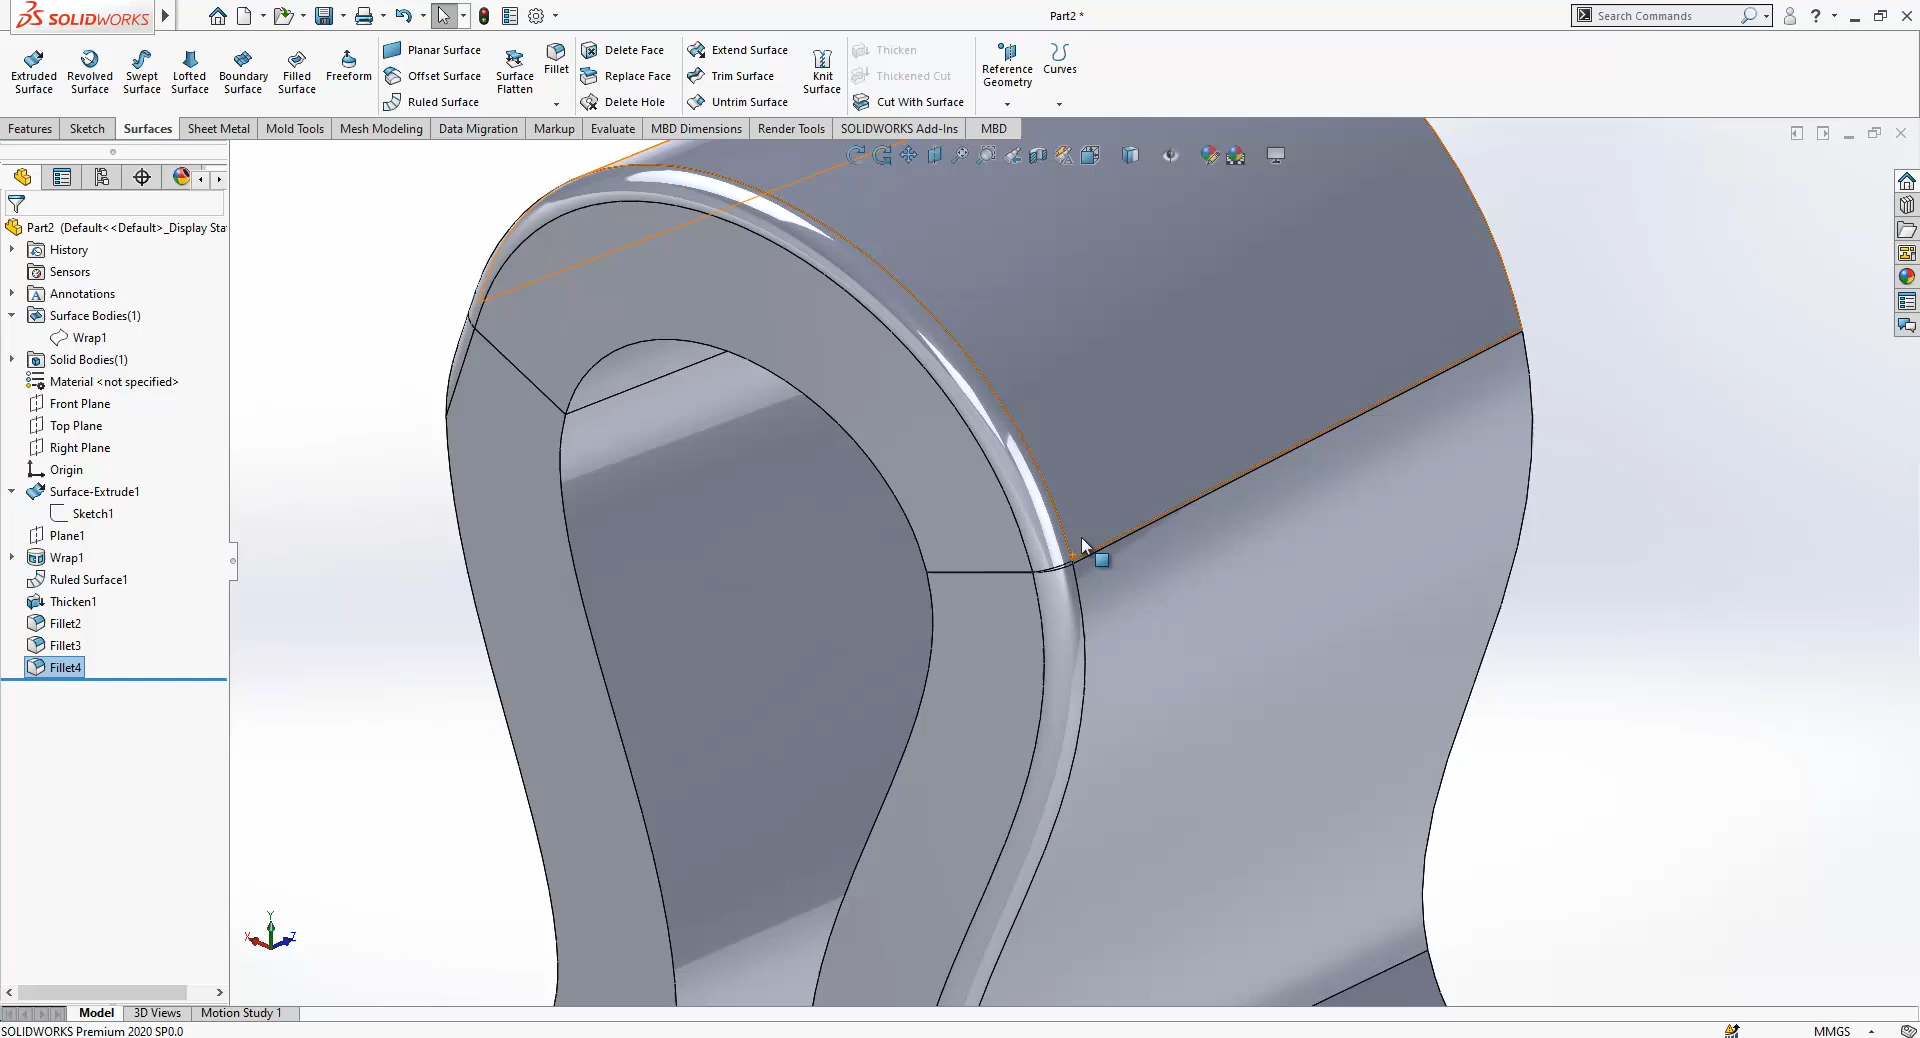 SOLIDWORKS
Part2 *
Search Commands
Extruded Surface
Revolved Surface
Swept Surface
Lofted Surface
Boundary Surface
Filled Surface
Freeform
Planar Surface
Offset Surface
Ruled Surface
Surface Flatten
Fillet
Delete Face
Replace Face
Delete Hole
Extend Surface
Trim Surface
Untrim Surface
Knit Surface
Thicken
Thickened Cut
Cut With Surface
Reference Geometry
Curves
Features
Sketch
Surfaces
Sheet Metal
Mold Tools
Mesh Modeling
Data Migration
Markup
Evaluate
MBD Dimensions
Render Tools
SOLIDWORKS Add-Ins
MBD
Part2 (Default<<Default>_Display Sta
History
Sensors
Annotations
Surface Bodies(1)
Wrap1
Solid Bodies(1)
Material <not specified>
Front Plane
Top Plane
Right Plane
Origin
Surface-Extrude1
Sketch1
Plane1
Wrap1
Ruled Surface1
Thicken1
Fillet2
Fillet3
Fillet4
Y
X
Z
Model
3D Views
Motion Study 1
SOLIDWORKS Premium 2020 SP0.0
MMGS